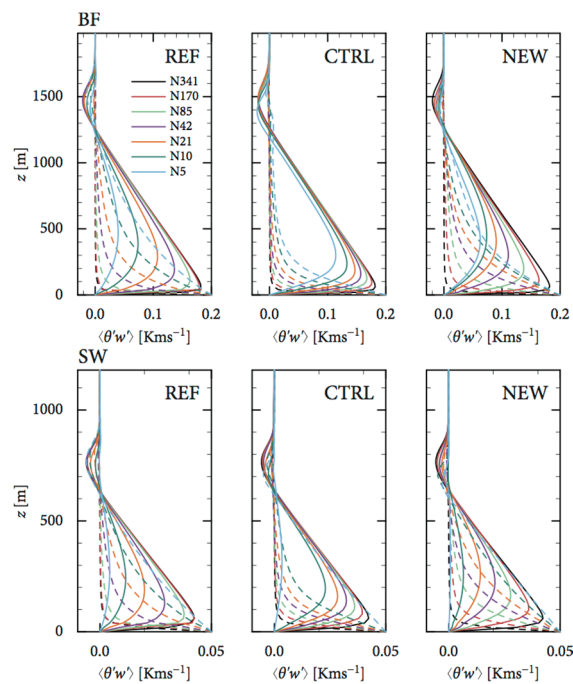 BF
REF
CTRL
NEW
N341
N170
N85
N42
N21
N10
N5
z [m]
1500
1000
500
0
0.0 0.1 0.2
0.0 0.1 0.2
0.0 0.1 0.2
⟨θ′w′⟩ [Kms⁻¹]
⟨θ′w′⟩ [Kms⁻¹]
⟨θ′w′⟩ [Kms⁻¹]
SW
REF
CTRL
NEW
z [m]
1000
500
0
0.0 0.05
0.0 0.05
0.0 0.05
⟨θ′w′⟩ [Kms⁻¹]
⟨θ′w′⟩ [Kms⁻¹]
⟨θ′w′⟩ [Kms⁻¹]